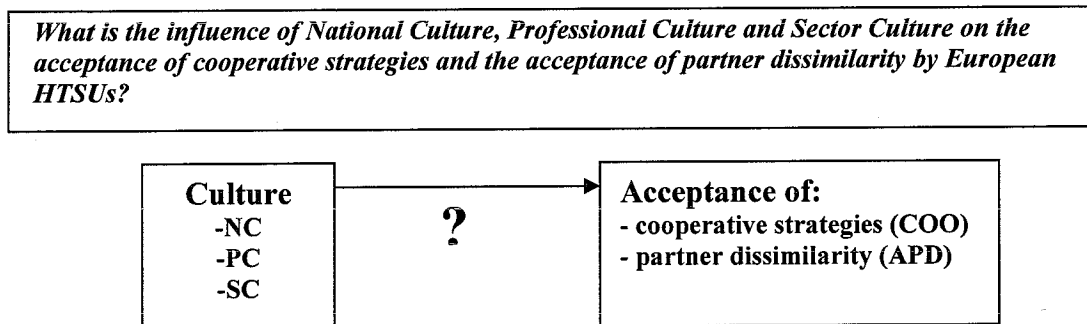 What is the influence of National Culture, Professional Culture and Sector Culture on the
acceptance of cooperative strategies and the acceptance of partner dissimilarity by European
HTSUs?
Culture
-NC
-PC
-SC
?
Acceptance of:
- cooperative strategies (COO)
- partner dissimilarity (APD)